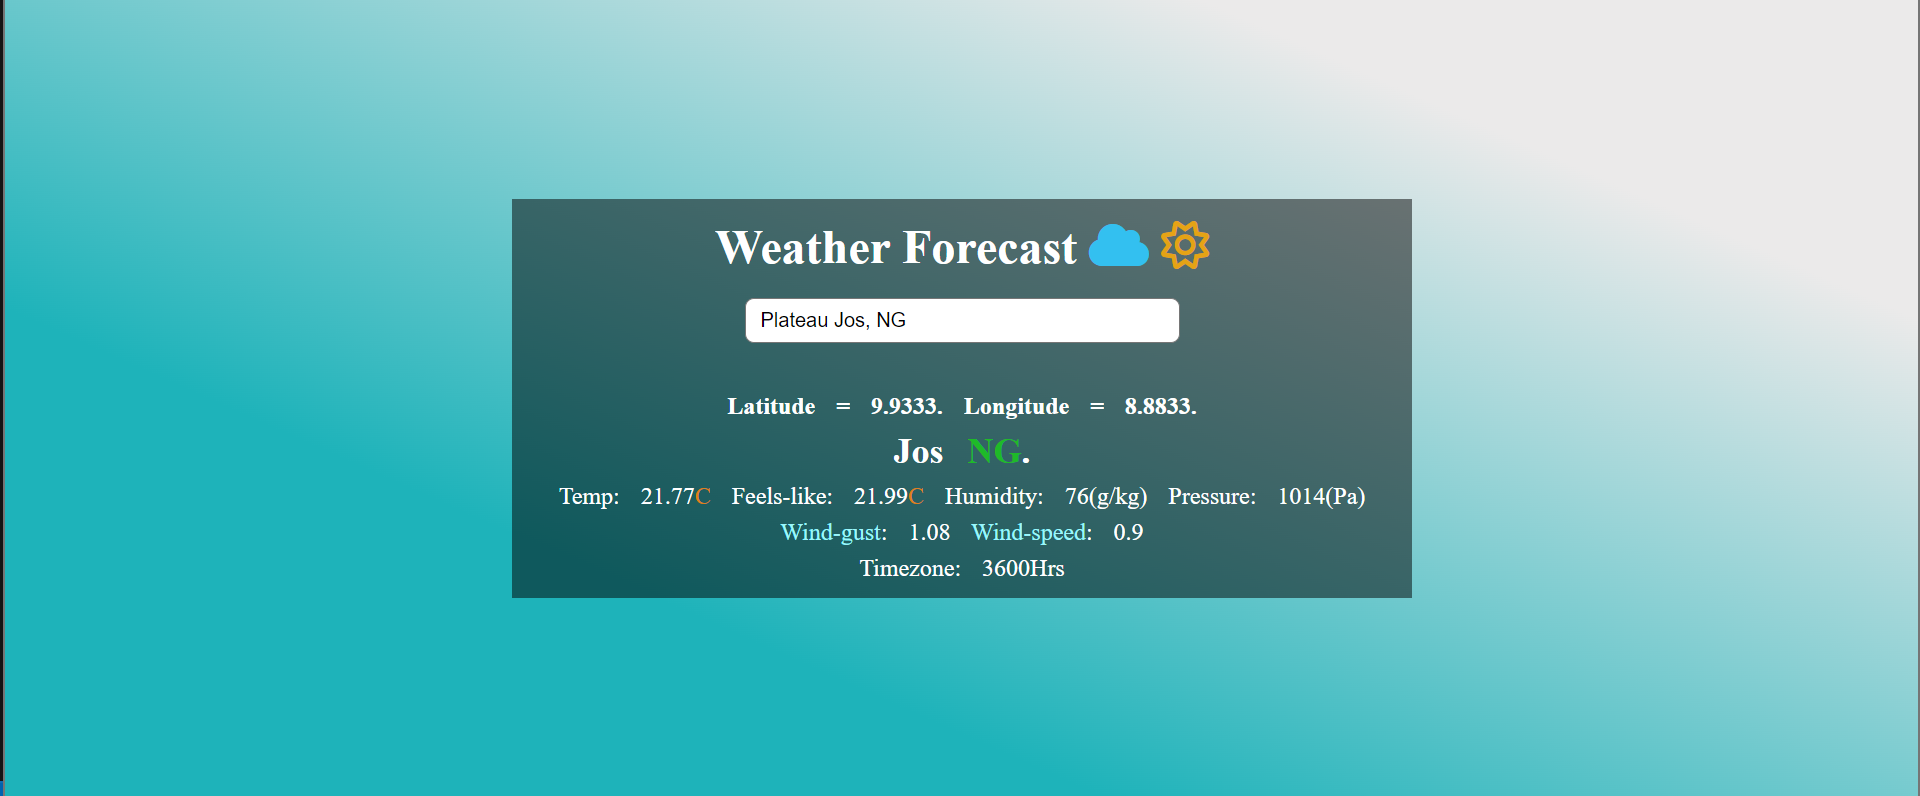 Weather Forecast
Plateau Jos, NG
Latitude = 9.9333. Longitude = 8.8833.
Jos NG.
Temp: 21.77C Feels-like: 21.99C Humidity: 76(g/kg) Pressure: 1014(Pa)
Wind-gust: 1.08 Wind-speed: 0.9
Timezone: 3600Hrs